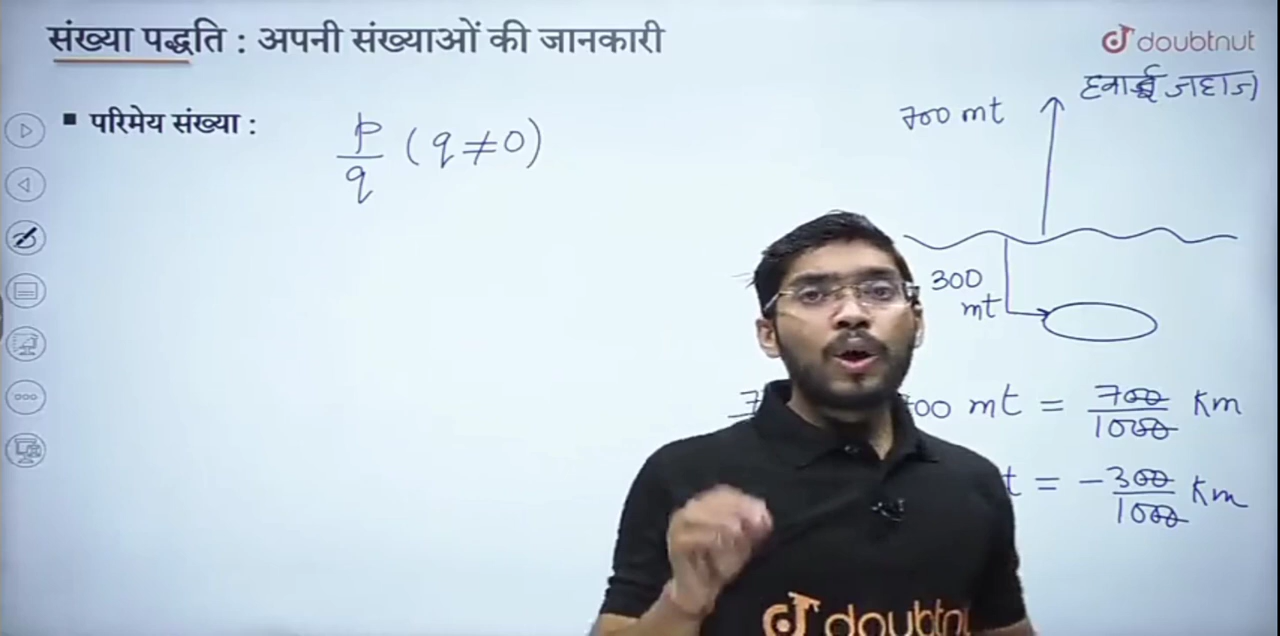 संख्या पद्धति : अपनी संख्याओं की जानकारी
doubtnut
हवाई जहाज
700 mt
▪ परिमेय संख्या :
p/q (q ≠ 0)
300
mt
00 mt = 700/1000 Km
t = -300/1000 Km
doubtn